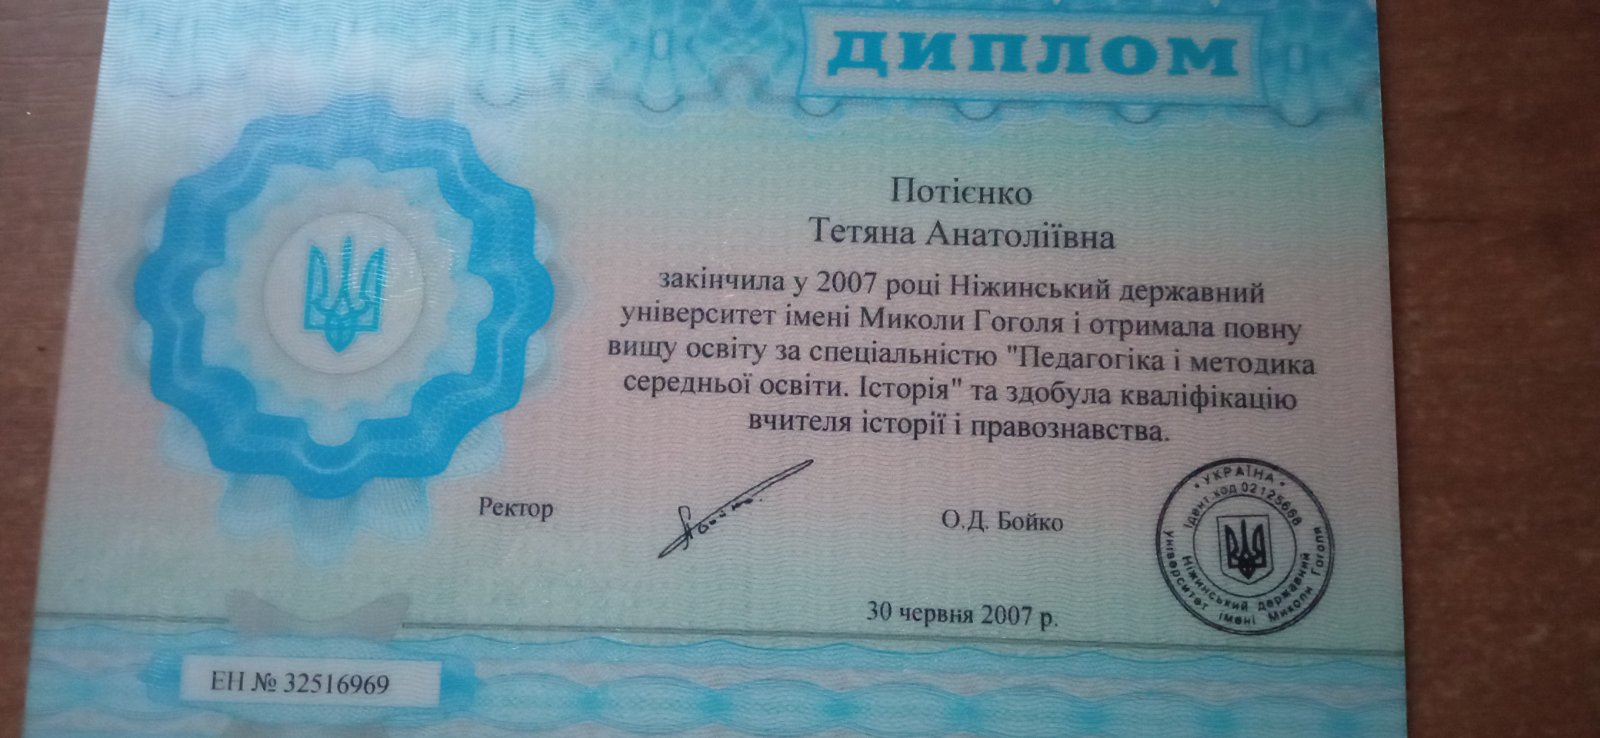 ДИПЛОМ
Потієнко
Тетяна Анатоліївна
закінчила у 2007 році Ніжинський державний
університет імені Миколи Гоголя і отримала повну
вищу освіту за спеціальністю "Педагогіка і методика
середньої освіти. Історія" та здобула кваліфікацію
вчителя історії і правознавства.
Ректор
О.Д. Бойко
* УКРАЇНА *
Ідент. код 02125668
Ніжинський державний
університет імені Миколи Гоголя
30 червня 2007 р.
ЕН № 32516969